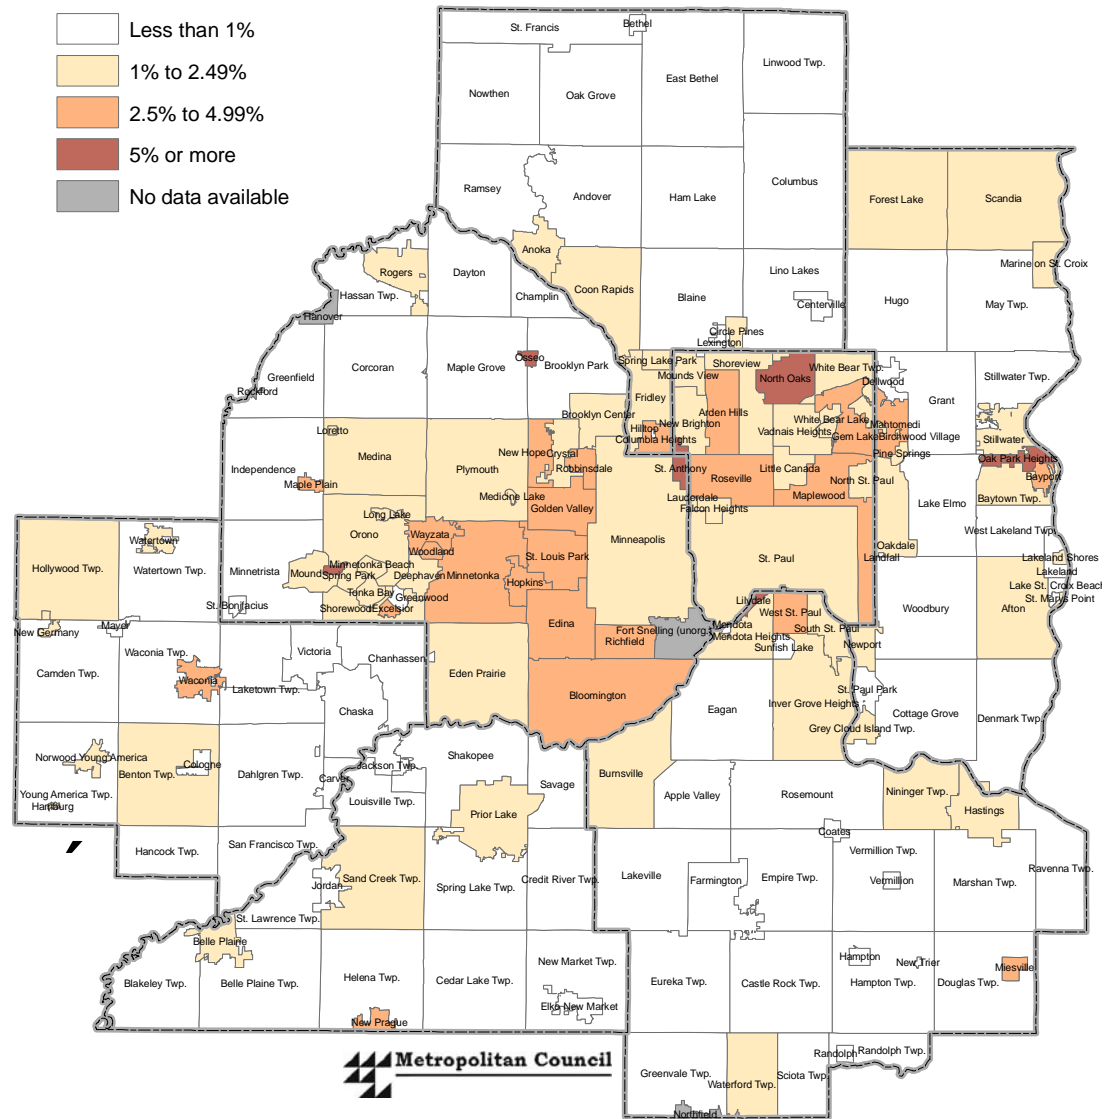 Less than 1%
1% to 2.49%
2.5% to 4.99%
5% or more
No data available
St. Francis
Bethel
Linwood Twp.
East Bethel
Nowthen
Oak Grove
Ramsey
Andover
Ham Lake
Columbus
Forest Lake
Scandia
Anoka
Rogers
Dayton
Coon Rapids
Lino Lakes
Marine on St. Croix
Hassan Twp.
Champlin
Blaine
Centerville
Hugo
May Twp.
Hanover
Circle Pines
Lexington
Osseo
Spring Lake Park
Shoreview
White Bear Twp.
Greenfield
Corcoran
Maple Grove
Brooklyn Park
Mounds View
North Oaks
Dellwood
Stillwater Twp.
Rockford
Fridley
Grant
Brooklyn Center
Arden Hills
White Bear Lake
Mahtomedi
Loretto
Hilltop
New Brighton
Vadnais Heights
Gem Lake
Birchwood Village
Stillwater
Columbia Heights
Medina
New Hope
Crystal
Pine Springs
Oak Park Heights
Independence
Plymouth
Robbinsdale
St. Anthony
Little Canada
Bayport
Maple Plain
Roseville
North St. Paul
Medicine Lake
Lauderdale
Maplewood
Baytown Twp.
Golden Valley
Falcon Heights
Lake Elmo
Long Lake
Orono
Wayzata
West Lakeland Twp.
Watertown
Minneapolis
Woodland
Oakdale
St. Louis Park
St. Paul
Landfall
Lakeland Shores
Hollywood Twp.
Watertown Twp.
Minnetrista
Mound
Minnetonka Beach
Spring Park
Deephaven
Minnetonka
Hopkins
Lakeland
Lake St. Croix Beach
Tonka Bay
Greenwood
St. Marys Point
St. Bonifacius
Shorewood
Excelsior
Lilydale
Woodbury
Afton
West St. Paul
New Germany
Mayer
Edina
Fort Snelling (unorg.)
Mendota
South St. Paul
Richfield
Mendota Heights
Newport
Sunfish Lake
Waconia Twp.
Victoria
Chanhassen
Camden Twp.
Eden Prairie
Waconia
Laketown Twp.
Bloomington
St. Paul Park
Inver Grove Heights
Chaska
Eagan
Cottage Grove
Denmark Twp.
Grey Cloud Island Twp.
Norwood Young America
Shakopee
Cologne
Jackson Twp.
Benton Twp.
Dahlgren Twp.
Carver
Burnsville
Savage
Young America Twp.
Hamburg
Louisville Twp.
Apple Valley
Rosemount
Nininger Twp.
Prior Lake
Hastings
Coates
San Francisco Twp.
Hancock Twp.
Vermillion Twp.
Ravenna Twp.
Jordan
Sand Creek Twp.
Spring Lake Twp.
Credit River Twp.
Lakeville
Farmington
Empire Twp.
Vermillion
Marshan Twp.
St. Lawrence Twp.
Belle Plaine
Hampton
New Trier
Miesville
New Market Twp.
Blakeley Twp.
Belle Plaine Twp.
Helena Twp.
Cedar Lake Twp.
Eureka Twp.
Castle Rock Twp.
Hampton Twp.
Douglas Twp.
Elko New Market
New Prague
Randolph
Randolph Twp.
Metropolitan Council
Greenvale Twp.
Waterford Twp.
Sciota Twp.
Northfield